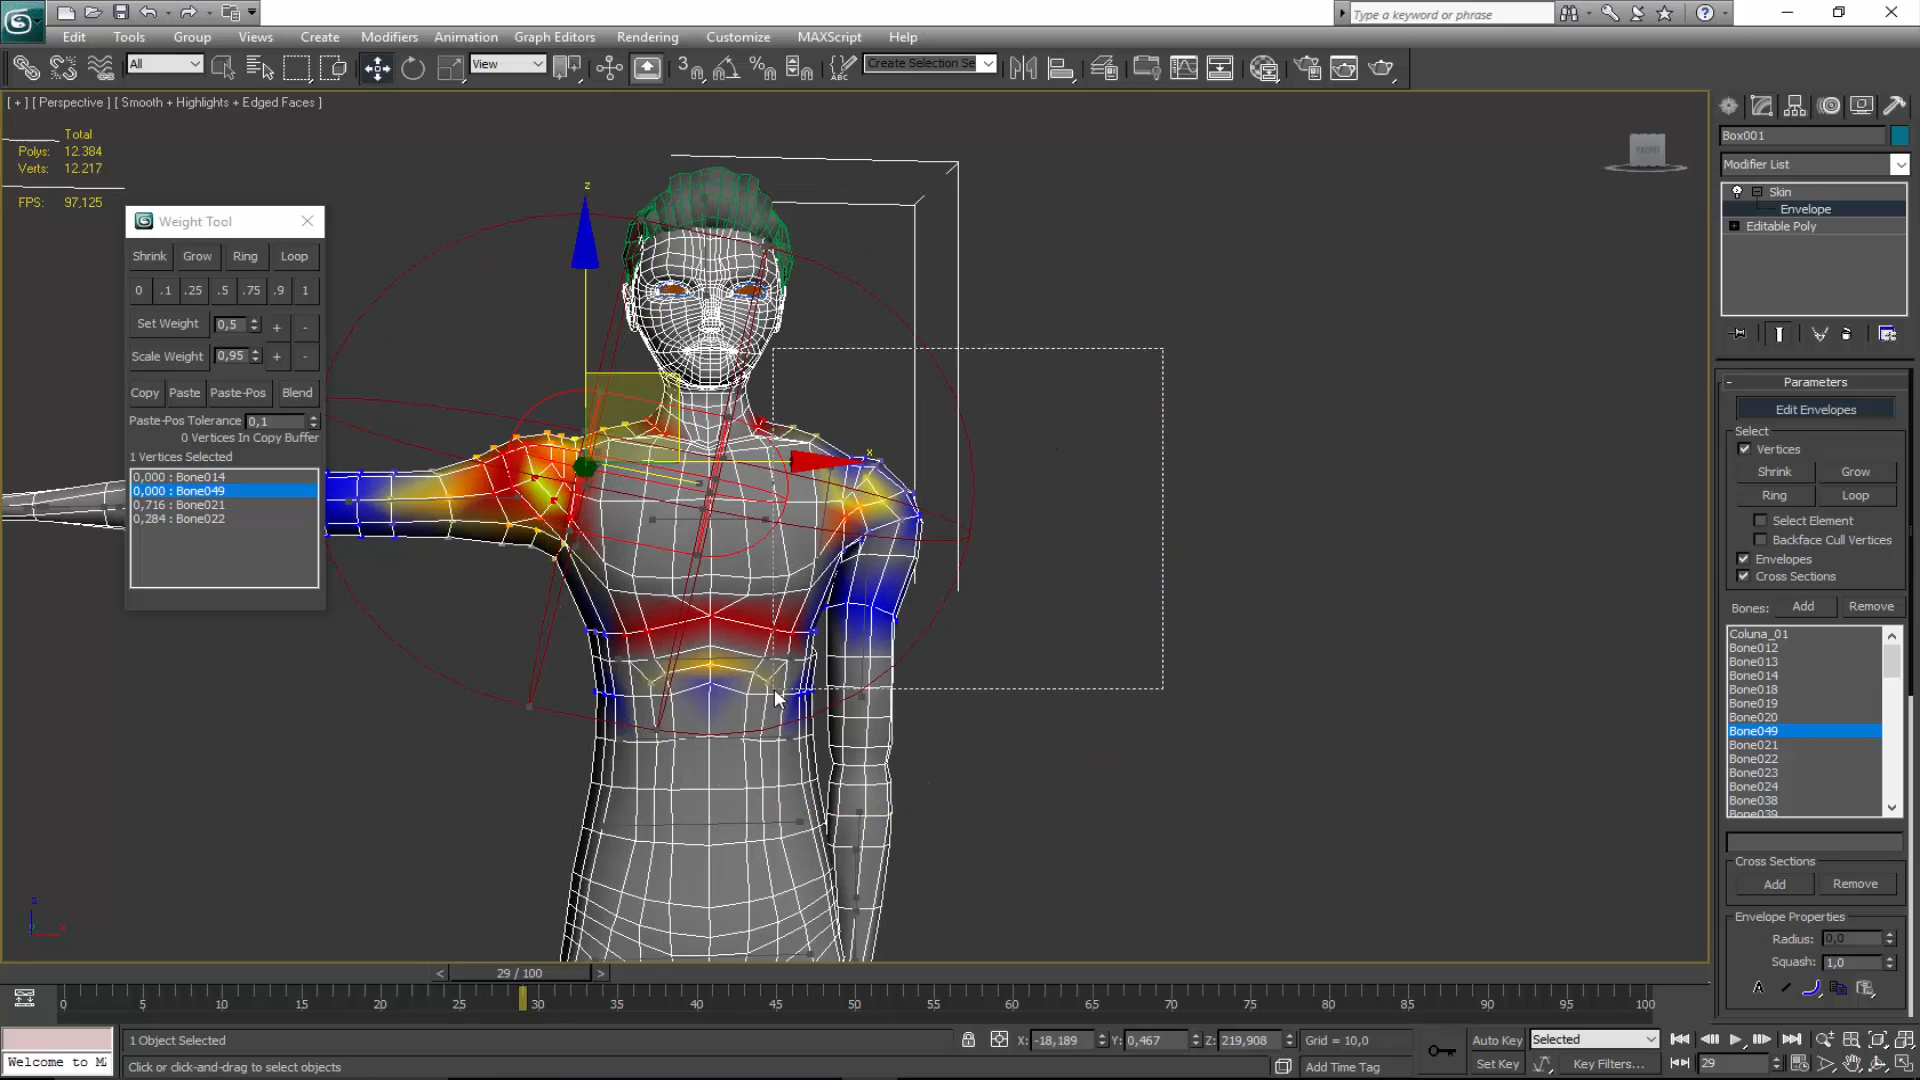 Type a keyword or phrase
Edit Tools Group Views Create Modifiers Animation Graph Editors Rendering Customize MAXScript Help
All View Create Selection Se
[ + ] [ Perspective ] [ Smooth + Highlights + Edged Faces ]
Total
Polys: 12.384
Verts: 12.217
FPS: 97,125
Weight Tool
Shrink Grow Ring Loop
0 .1 .25 .5 .75 .9 1
Set Weight 0,5 + -
Scale Weight 0,95 + -
Copy Paste Paste-Pos Blend
Paste-Pos Tolerance 0,1
0 Vertices In Copy Buffer
1 Vertices Selected
0,000 : Bone014
0,000 : Bone049
0,716 : Bone021
0,284 : Bone022
z
x
FRONT
Box001
Modifier List
Skin
Envelope
Editable Poly
Parameters
Edit Envelopes
Select
Vertices
Shrink Grow
Ring Loop
Select Element
Backface Cull Vertices
Envelopes
Cross Sections
Bones: Add Remove
Coluna_01
Bone012
Bone013
Bone014
Bone018
Bone019
Bone020
Bone049
Bone021
Bone022
Bone023
Bone024
Bone038
Bone039
Cross Sections
Add Remove
Envelope Properties
Radius: 0,0
Squash: 1,0
< 29 / 100 >
0 5 10 15 20 25 30 35 40 45 50 55 60 65 70 75 80 85 90 95 100
1 Object Selected
X: -18,189 Y: 0,467 Z: 219,908 Grid = 10,0
Auto Key Selected
Welcome to M
Click or click-and-drag to select objects
Add Time Tag
Set Key Key Filters... 29